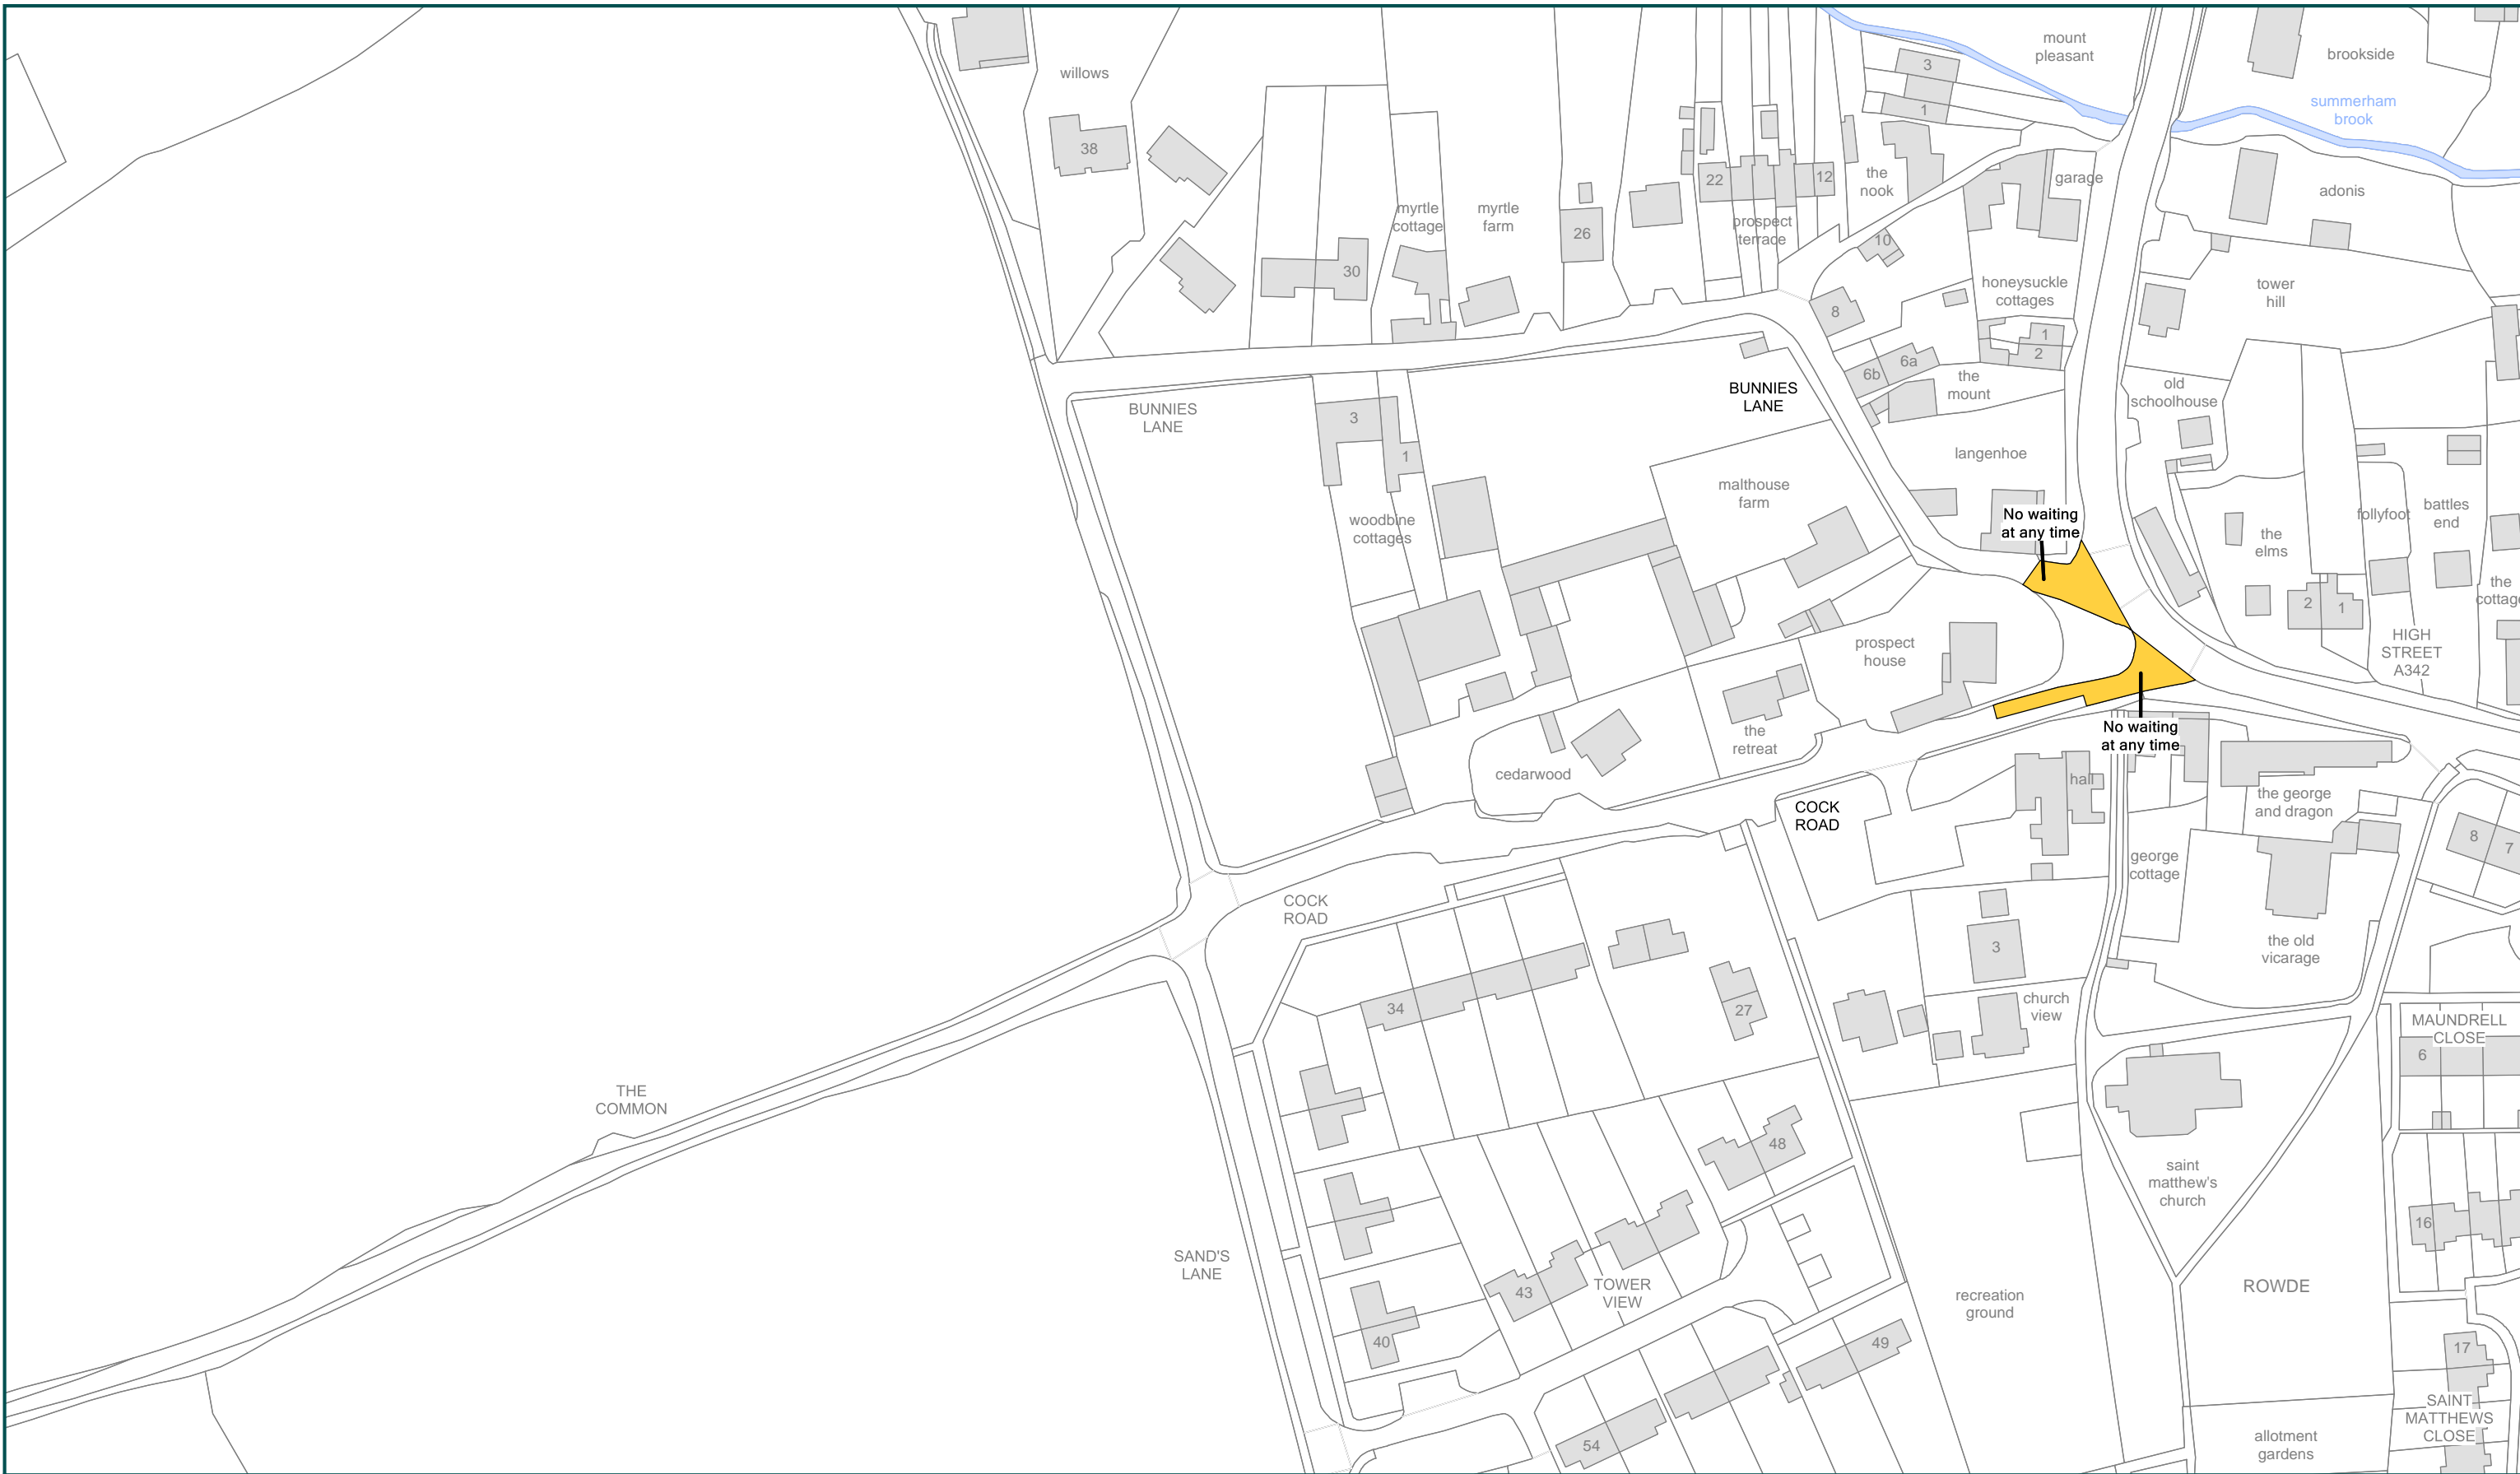 mount
pleasant
brookside
willows
3
summerham
brook
1
38
22
12
the
nook
garage
adonis
myrtle
cottage
myrtle
farm
prospect
terrace
26
10
30
honeysuckle
cottages
tower
hill
8
1
2
6a
6b
the
mount
old
schoolhouse
BUNNIES
LANE
BUNNIES
LANE
3
1
langenhoe
malthouse
farm
woodbine
cottages
No waiting
at any time
follyfoot
battles
end
the
elms
2
1
the
cottage
HIGH
STREET
A342
prospect
house
the
retreat
cedarwood
No waiting
at any time
hall
the george
and dragon
COCK
ROAD
8
7
george
cottage
COCK
ROAD
3
the old
vicarage
34
27
church
view
MAUNDRELL
CLOSE
6
THE
COMMON
48
saint
matthew's
church
16
SAND'S
LANE
43
TOWER
VIEW
recreation
ground
ROWDE
40
49
17
54
SAINT
MATTHEWS
CLOSE
allotment
gardens